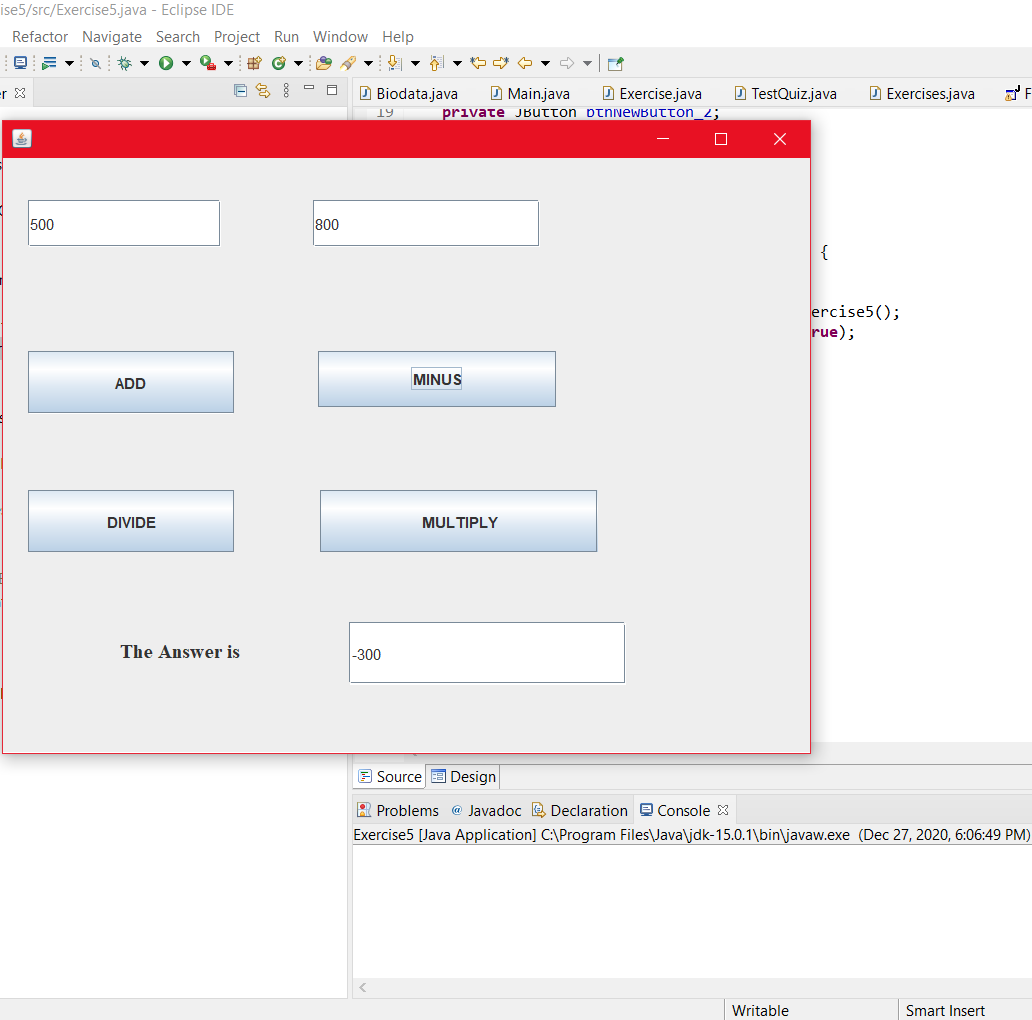 ise5/src/Exercise5.java - Eclipse IDE
Refactor Navigate Search Project Run Window Help
Biodata.java Main.java Exercise.java TestQuiz.java Exercises.java
19 private JButton btnNewButton_2;
500 800
{
ercise5();
rue);
ADD MINUS
DIVIDE MULTIPLY
The Answer is -300
Source Design
Problems @ Javadoc Declaration Console
Exercise5 [Java Application] C:\Program Files\Java\jdk-15.0.1\bin\javaw.exe (Dec 27, 2020, 6:06:49 PM)
Writable Smart Insert